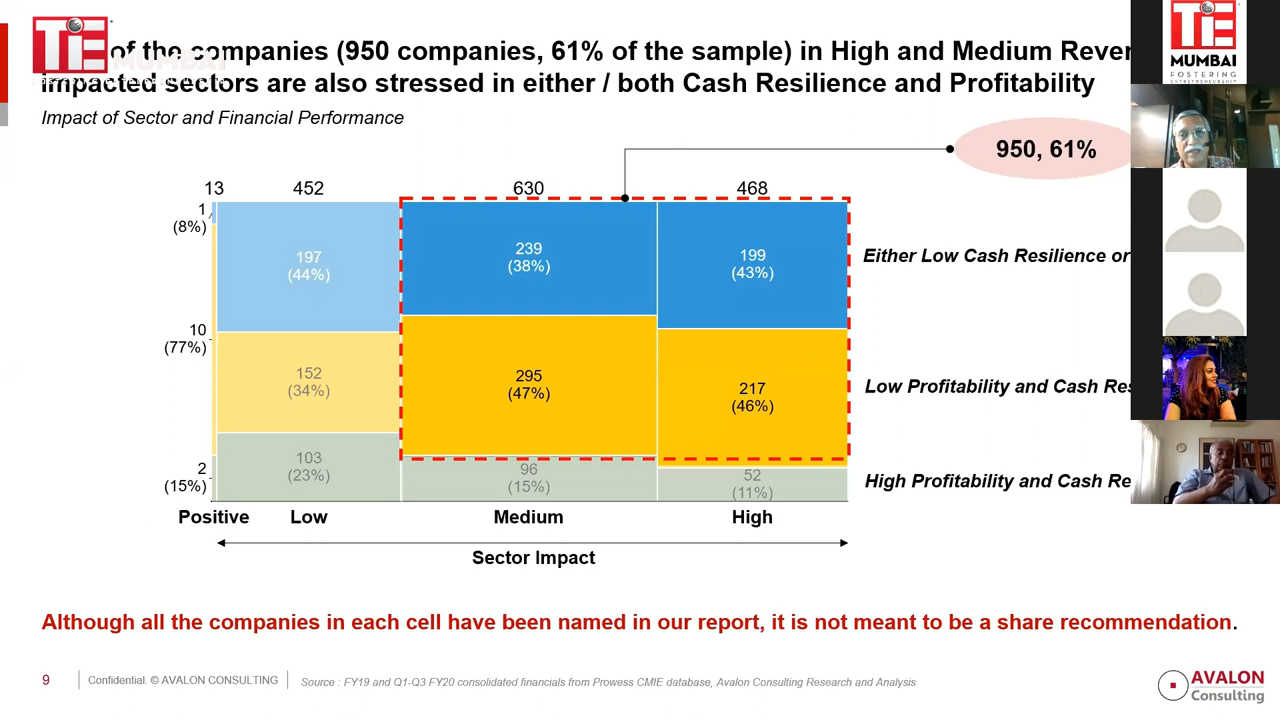 TiE
MUMBAI
of the companies (950 companies, 61% of the sample) in High and Medium
impacted sectors are also stressed in either / both Cash Resilience and Profitability
Impact of Sector and Financial Performance
950, 61%
13 452 630 468
1
(8%)
197
(44%)
239
(38%)
199
(43%)
Either Low Cash Resilience or
10
(77%)
152
(34%)
295
(47%)
217
(46%)
Low Profitability and Cash
2
(15%)
103
(23%)
96
(15%)
52
(11%)
High Profitability and Cash
Positive Low Medium High
Sector Impact
Although all the companies in each cell have been named in our report, it is not meant to be a share recommendation.
9 Confidential. © AVALON CONSULTING Source : FY19 and Q1-Q3 FY20 consolidated financials from Prowess CMIE database, Avalon Consulting Research and Analysis
AVALON
Consulting
TiE
MUMBAI
FOSTERING
ENTREPRENEURSHIP